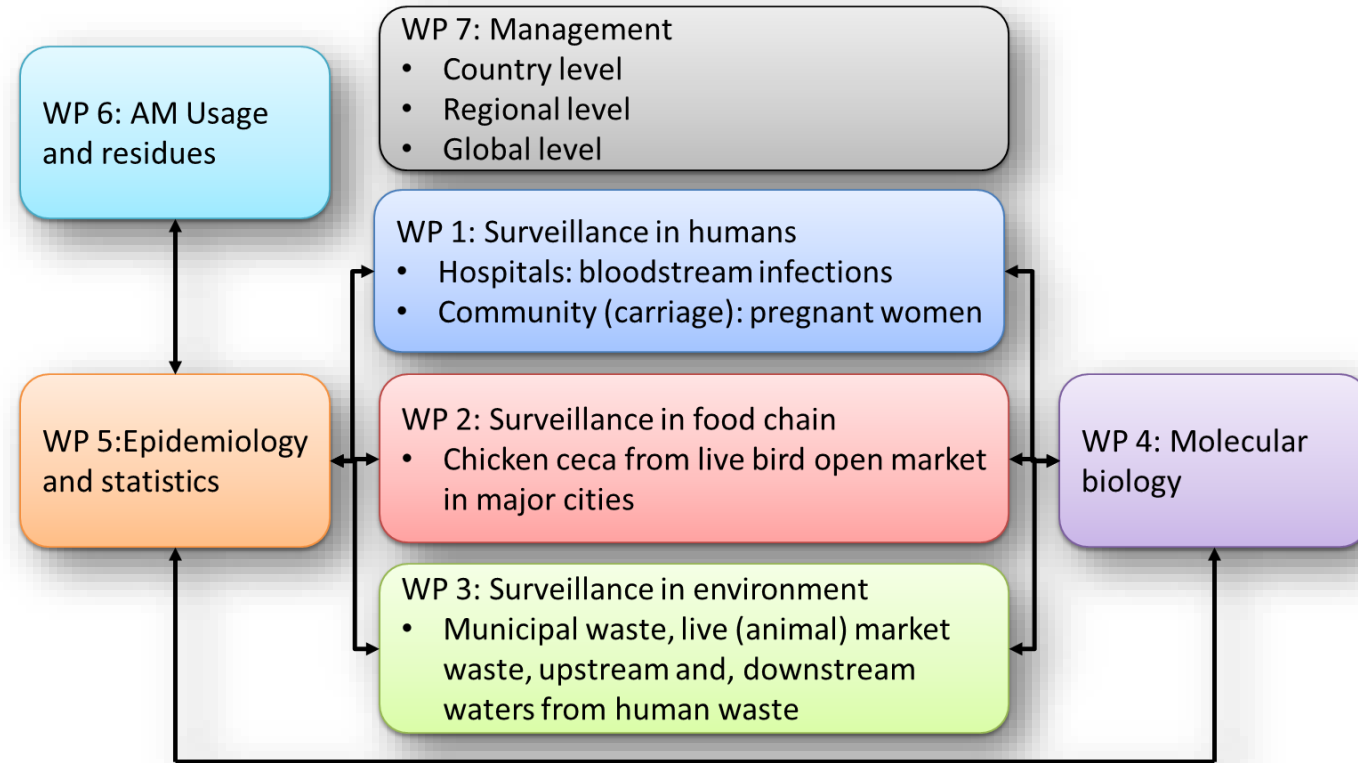 WP 7: Management
• Country level
• Regional level
• Global level
WP 6: AM Usage
and residues
WP 1: Surveillance in humans
• Hospitals: bloodstream infections
• Community (carriage): pregnant women
WP 5:Epidemiology
and statistics
WP 2: Surveillance in food chain
• Chicken ceca from live bird open market
in major cities
WP 4: Molecular
biology
WP 3: Surveillance in environment
• Municipal waste, live (animal) market
waste, upstream and, downstream
waters from human waste